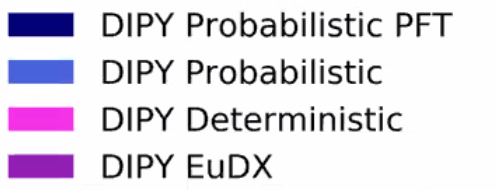 DIPY Probabilistic PFT
DIPY Probabilistic
DIPY Deterministic
DIPY EuDX